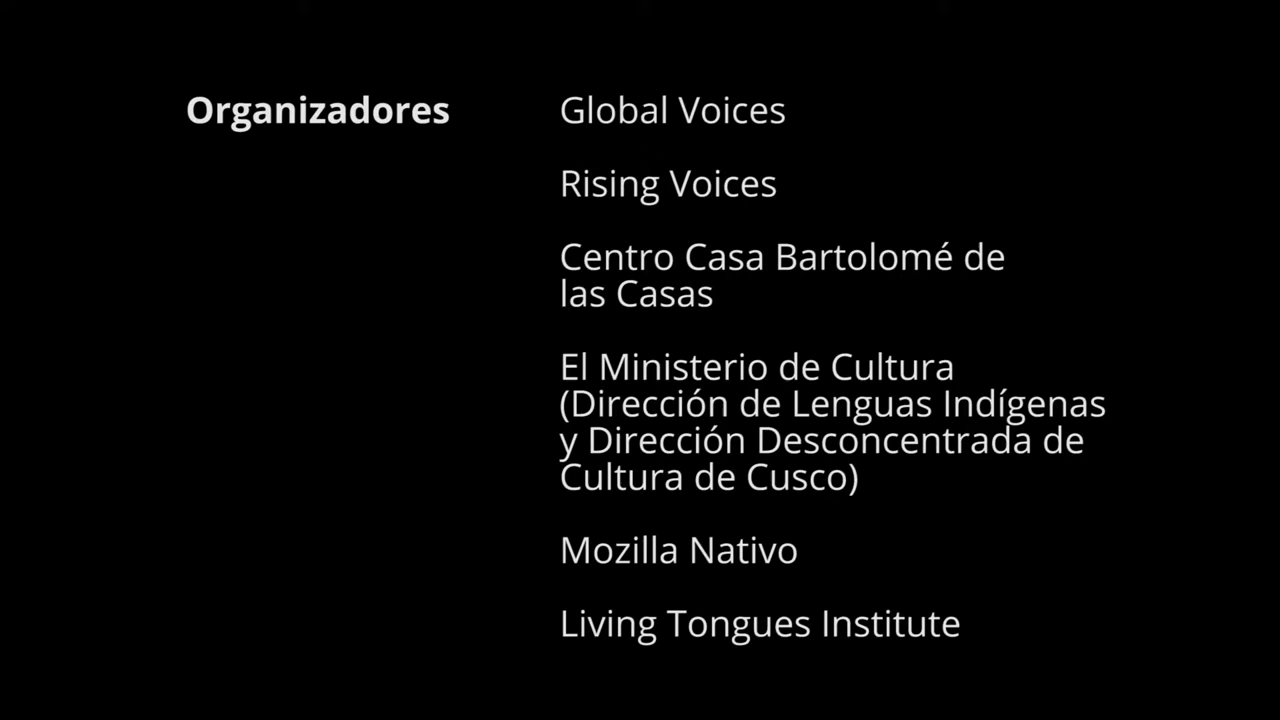 Organizadores
Global Voices
Rising Voices
Centro Casa Bartolomé de
las Casas
El Ministerio de Cultura
(Dirección de Lenguas Indígenas
y Dirección Desconcentrada de
Cultura de Cusco)
Mozilla Nativo
Living Tongues Institute